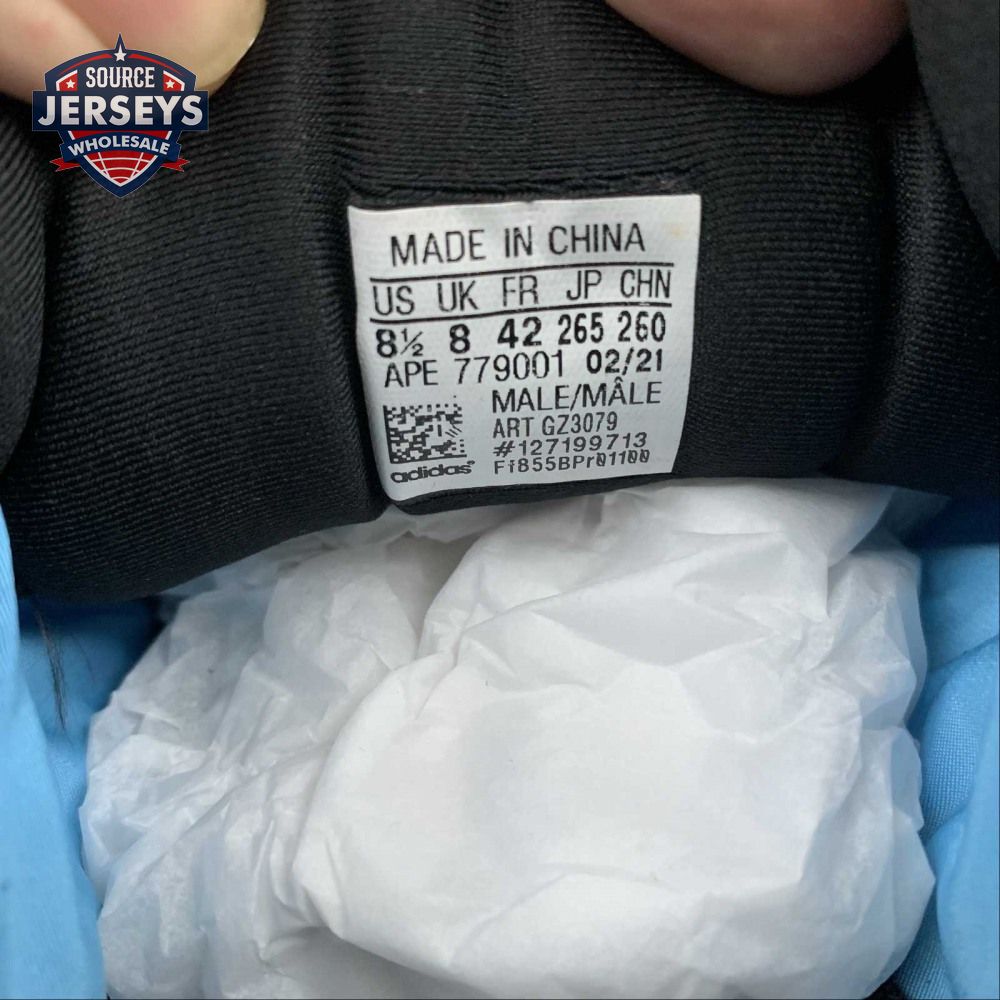 SOURCE
JERSEYS
WHOLESALE
MADE IN CHINA
US UK FR JP CHN
8½ 8 42 265 260
APE 779001 02/21
MALE/MÂLE
ART GZ3079
#127199713
adidas®